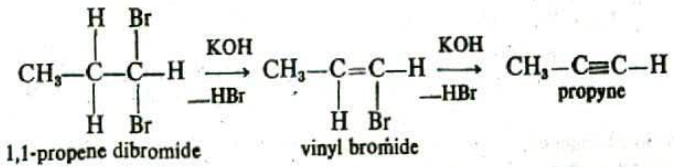 H Br
KOH KOH
CH₃—C—C—H ⟶ CH₃—C=C—H ⟶ CH₃—C≡C—H
—HBr —HBr propyne
H Br H Br
1,1-propene dibromide vinyl bromide